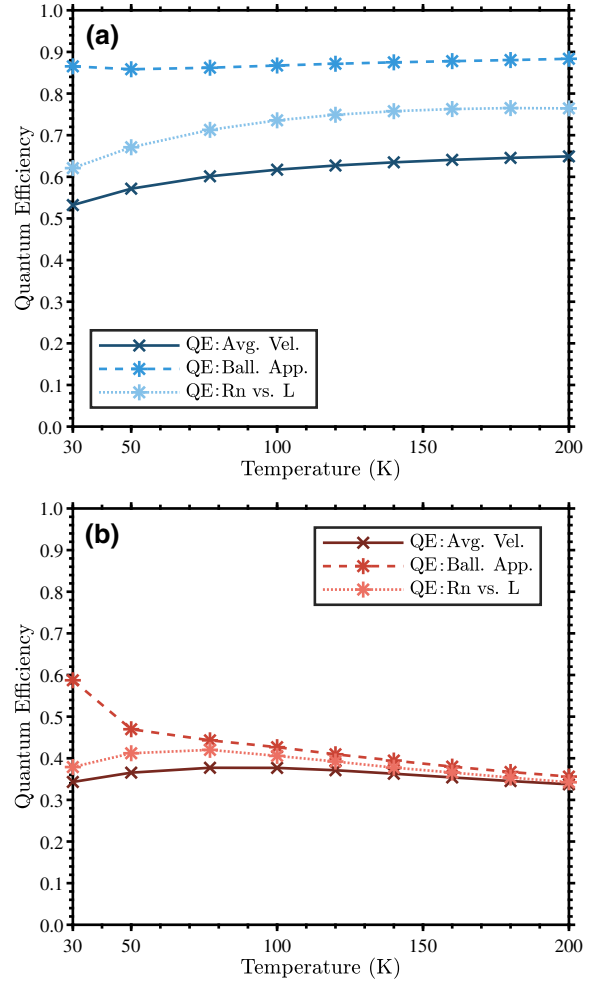 (a)
1.0
0.9
0.8
0.7
0.6
0.5
0.4
0.3
0.2
0.1
0.0
Quantum Efficiency
QE:Avg. Vel.
QE:Ball. App.
QE:Rn vs. L
30 50 100 150 200
Temperature (K)
(b)
1.0
0.9
0.8
0.7
0.6
0.5
0.4
0.3
0.2
0.1
0.0
Quantum Efficiency
QE:Avg. Vel.
QE:Ball. App.
QE:Rn vs. L
30 50 100 150 200
Temperature (K)